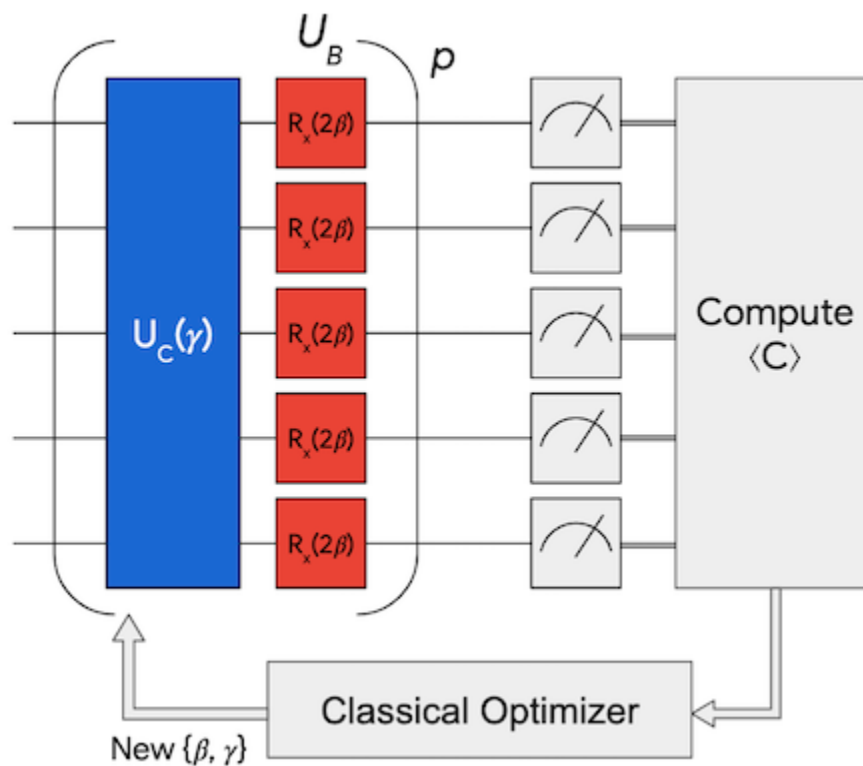 U_B
p
R_x(2β)
R_x(2β)
U_C(γ)
R_x(2β)
R_x(2β)
R_x(2β)
Compute
⟨C⟩
Classical Optimizer
New {β, γ}